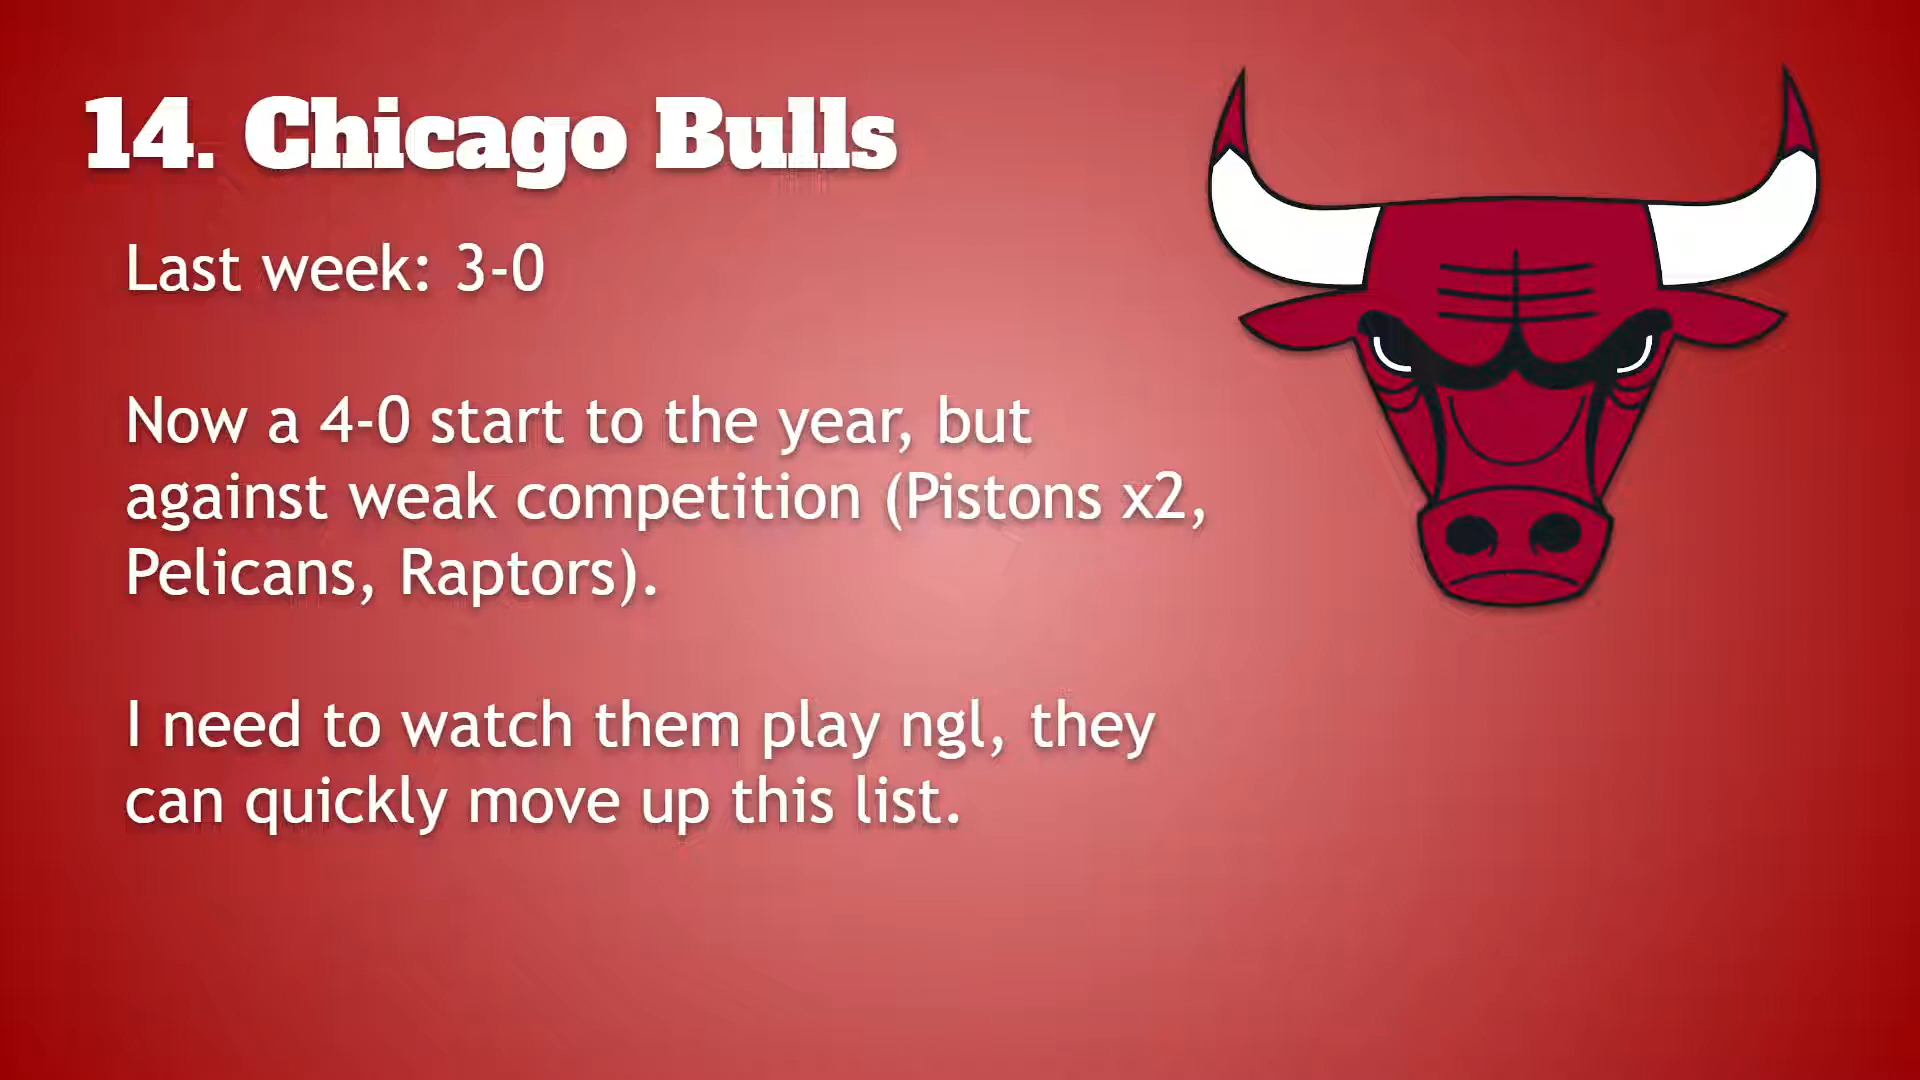 14. Chicago Bulls
Last week: 3-0
Now a 4-0 start to the year, but
against weak competition (Pistons x2,
Pelicans, Raptors).
I need to watch them play ngl, they
can quickly move up this list.